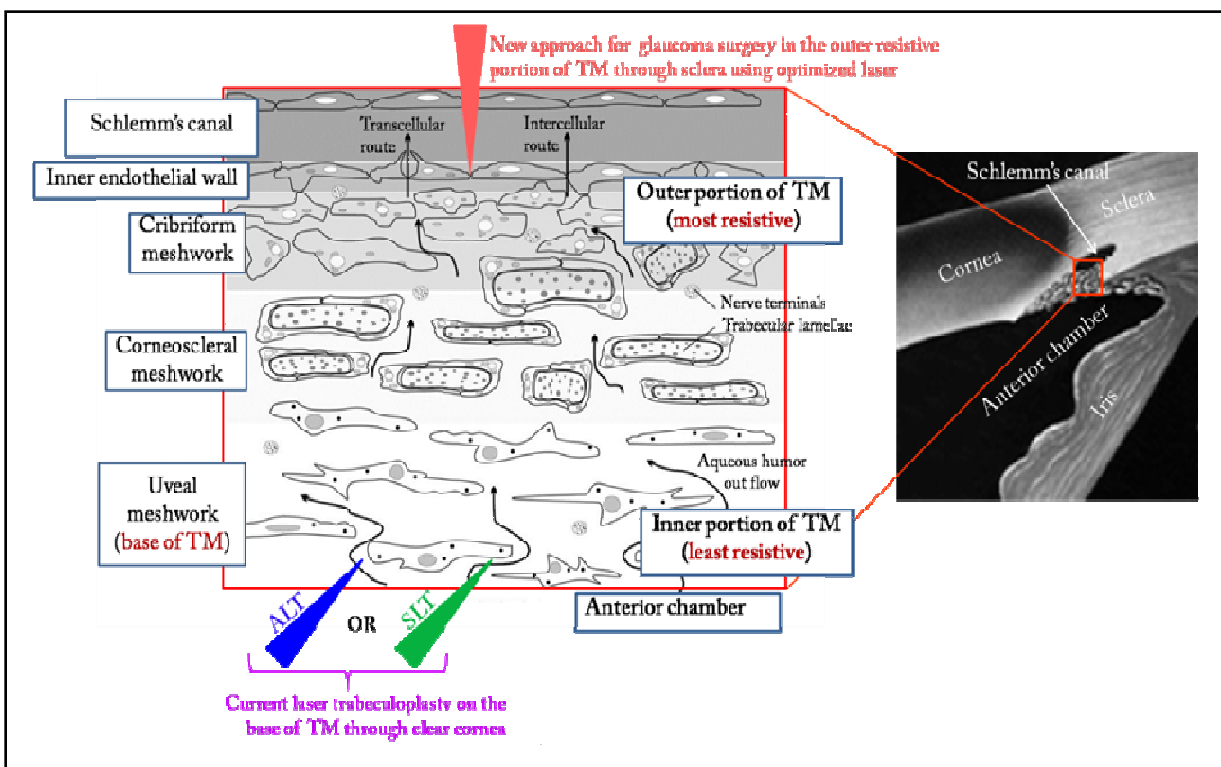 New approach for glaucoma surgery in the outer resistive
portion of TM through sclera using optimized laser
Schlemm's canal
Transcellular
route
Intercellular
route
Inner endothelial wall
Outer portion of TM
(most resistive)
Cribriform
meshwork
Nerve terminals
Trabecular lamellae
Corneoscleral
meshwork
Aqueous humor
out flow
Uveal
meshwork
(base of TM)
Inner portion of TM
(least resistive)
Anterior chamber
ALT
OR
SLT
Current laser trabeculoplasty on the
base of TM through clear cornea
Schlemm's canal
Sclera
Cornea
Anterior chamber
Iris